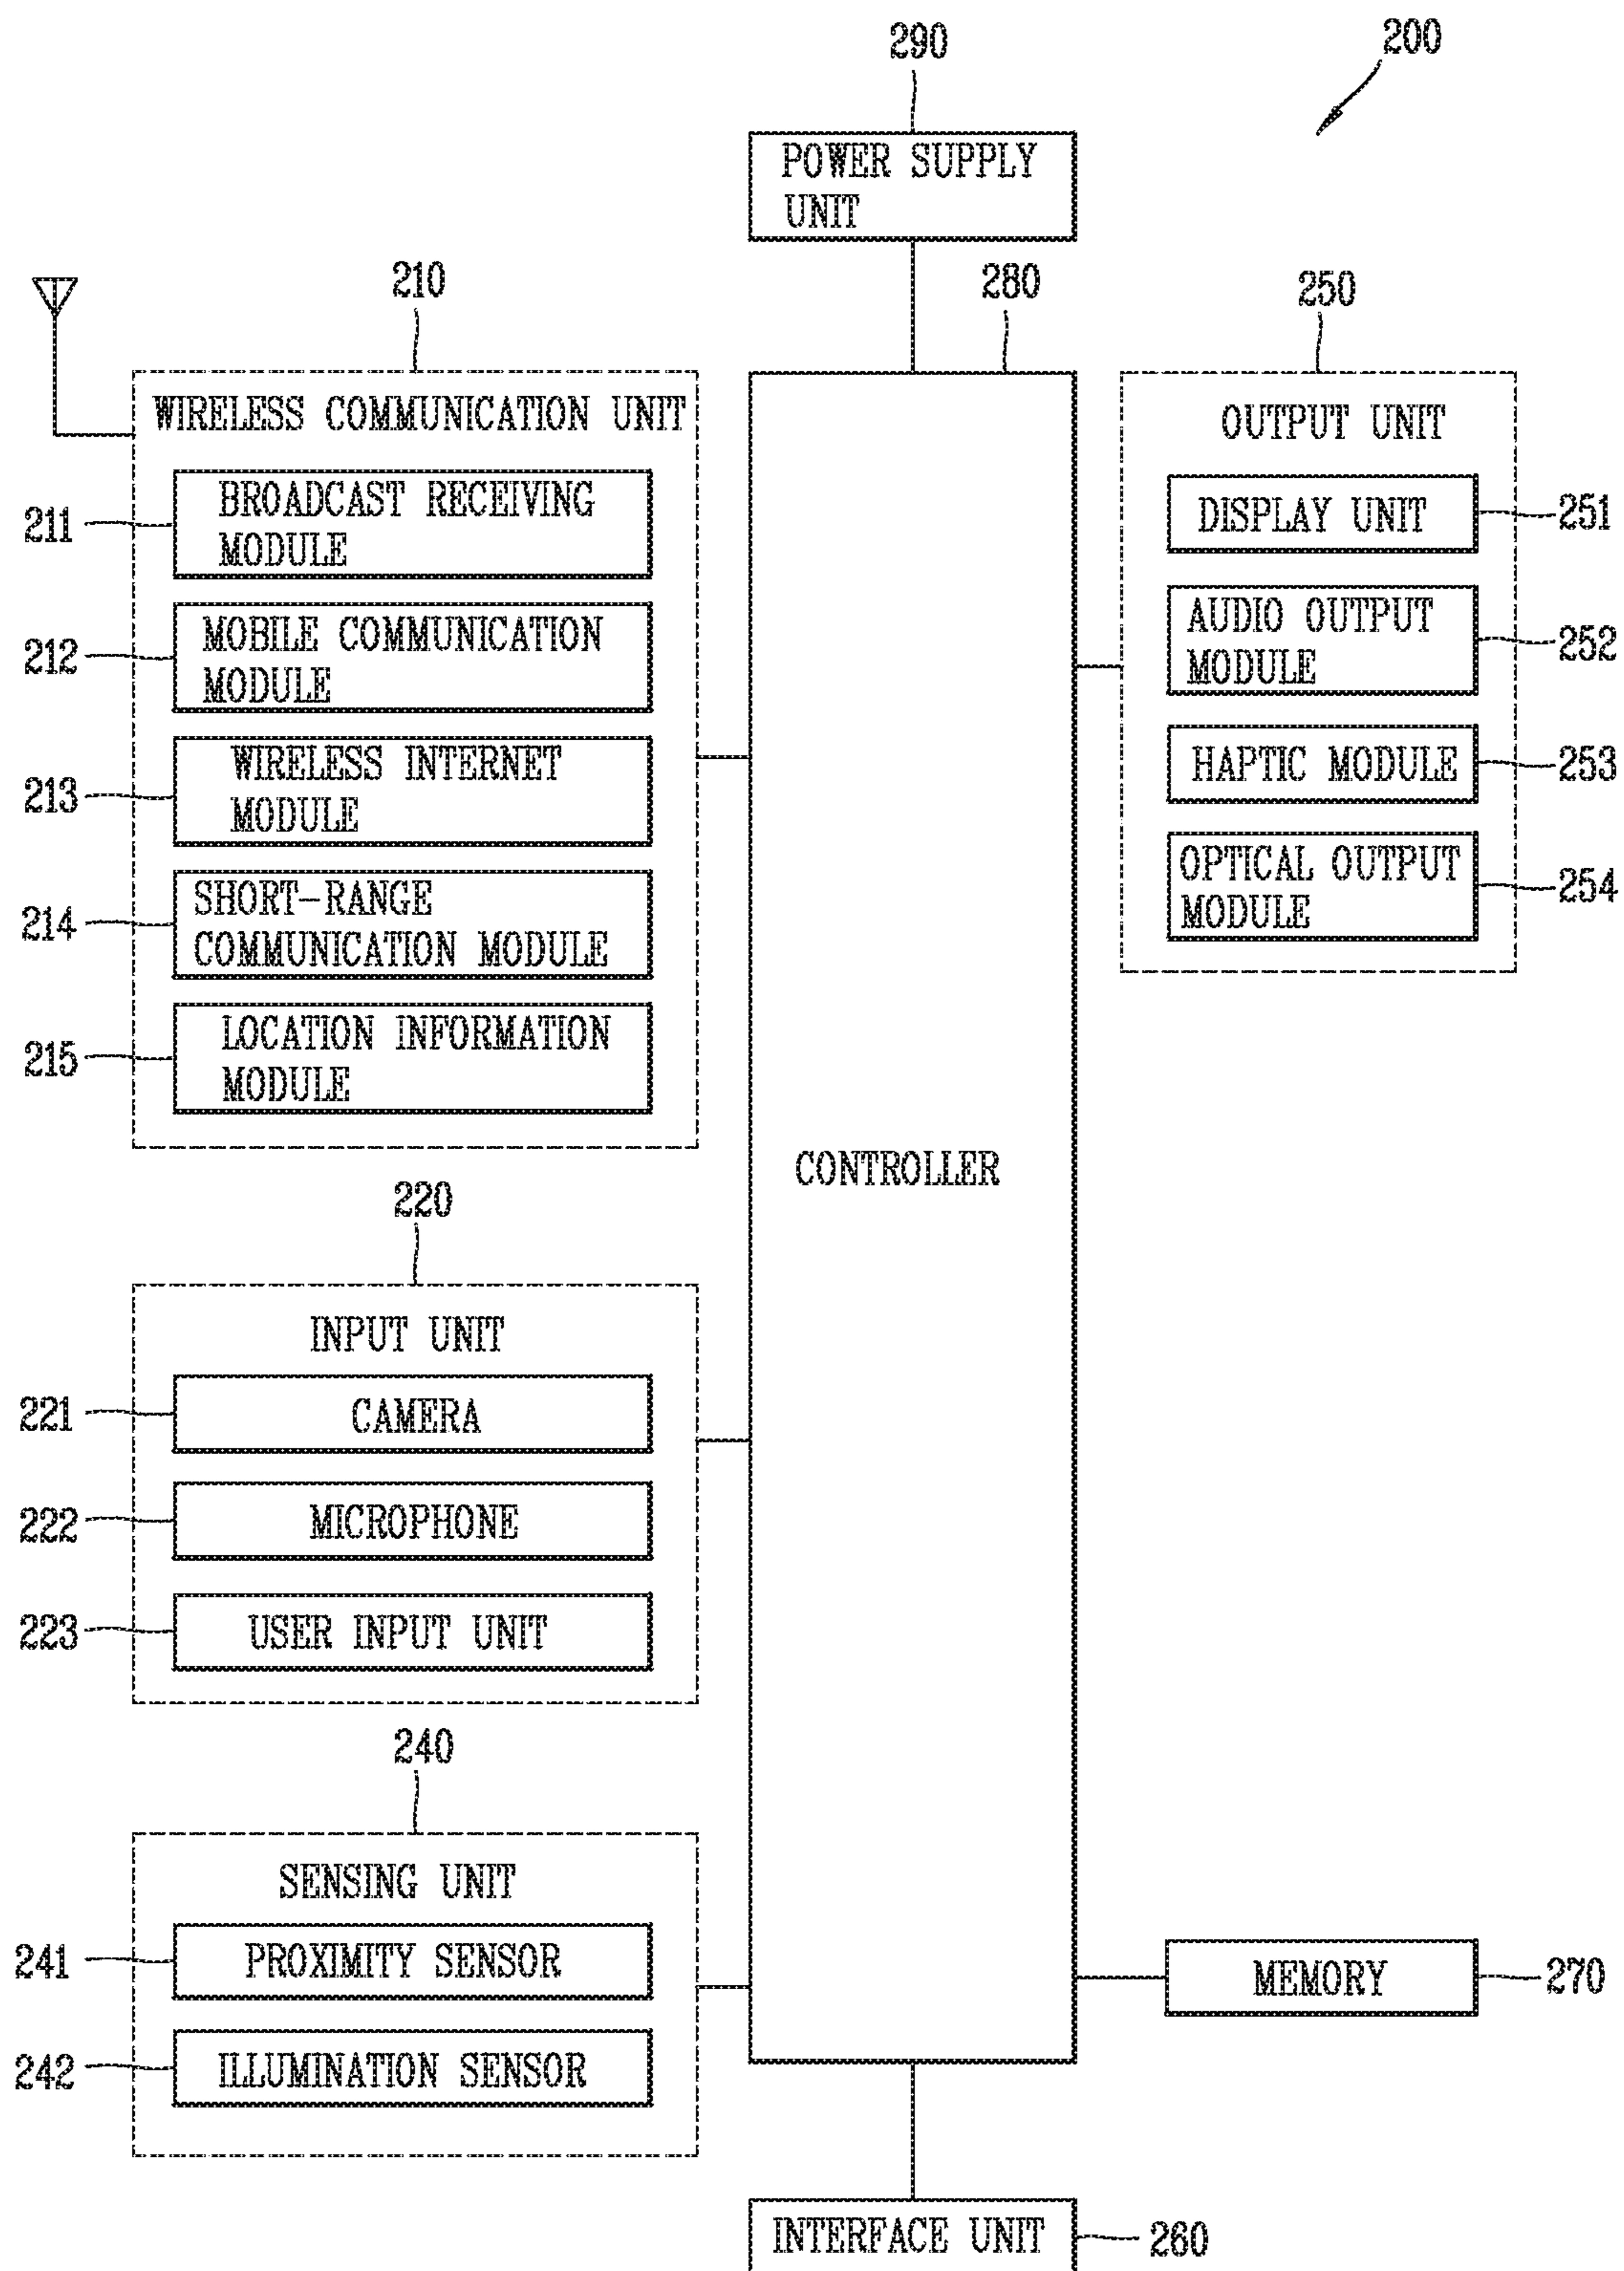 200
290
POWER SUPPLY
UNIT
210
280
250
WIRELESS COMMUNICATION UNIT
211
BROADCAST RECEIVING
MODULE
212
MOBILE COMMUNICATION
MODULE
213
WIRELESS INTERNET
MODULE
214
SHORT-RANGE
COMMUNICATION MODULE
215
LOCATION INFORMATION
MODULE
220
INPUT UNIT
221
CAMERA
222
MICROPHONE
223
USER INPUT UNIT
240
SENSING UNIT
241
PROXIMITY SENSOR
242
ILLUMINATION SENSOR
CONTROLLER
OUTPUT UNIT
DISPLAY UNIT
251
AUDIO OUTPUT
MODULE
252
HAPTIC MODULE
253
OPTICAL OUTPUT
MODULE
254
MEMORY
270
INTERFACE UNIT
260